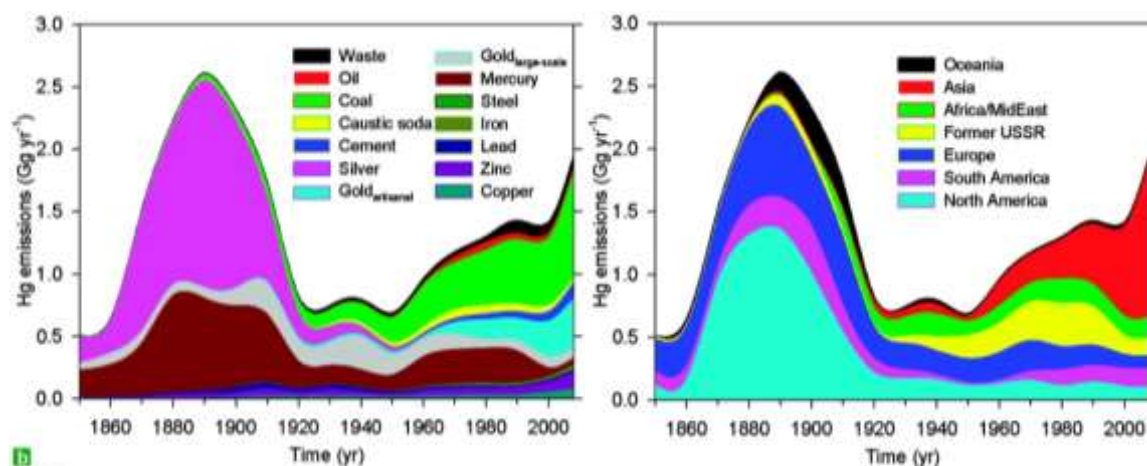 3.0
2.5
2.0
1.5
1.0
0.5
0.0
Hg emissions (Gg yr-1)
Waste
Oil
Coal
Caustic soda
Cement
Silver
Goldartisanal
Goldlarge-scale
Mercury
Steel
Iron
Lead
Zinc
Copper
1860 1880 1900 1920 1940 1960 1980 2000
Time (yr)
b
3.0
2.5
2.0
1.5
1.0
0.5
0.0
Hg emissions (Gg yr-1)
Oceania
Asia
Africa/MidEast
Former USSR
Europe
South America
North America
1860 1880 1900 1920 1940 1960 1980 2000
Time (yr)